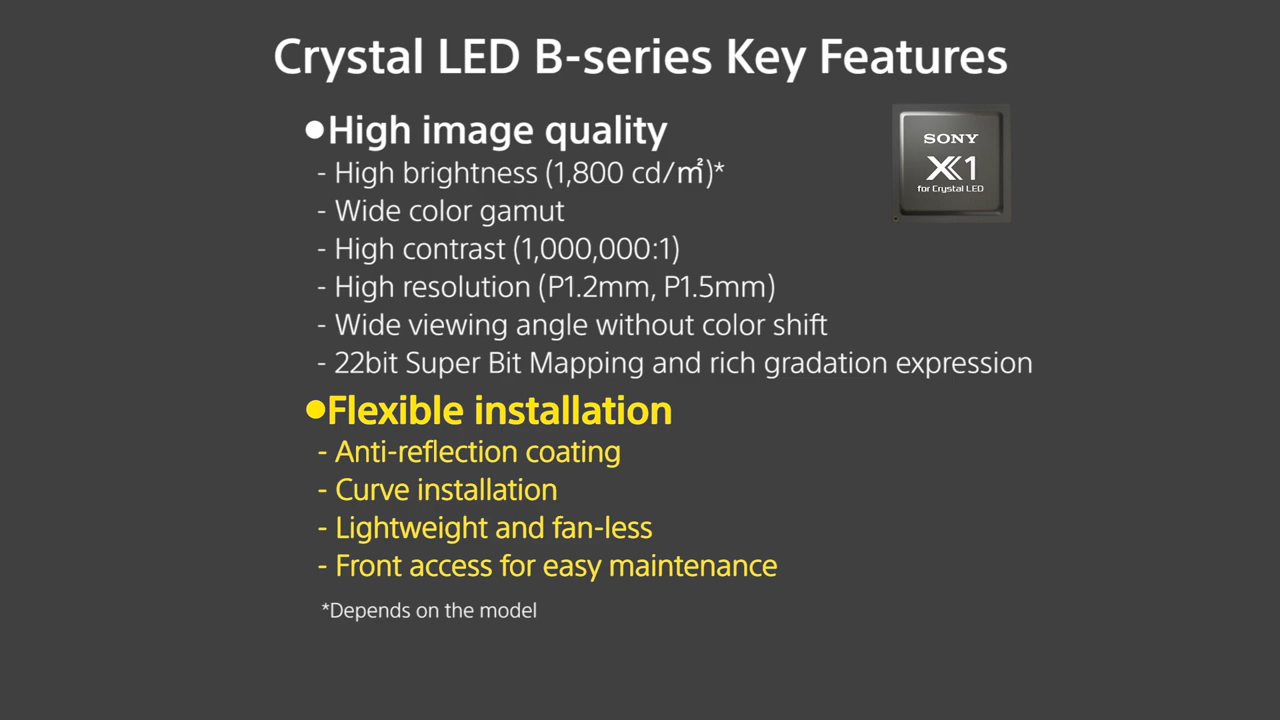 Crystal LED B-series Key Features
●High image quality
- High brightness (1,800 cd/㎡)*
- Wide color gamut
- High contrast (1,000,000:1)
- High resolution (P1.2mm, P1.5mm)
- Wide viewing angle without color shift
- 22bit Super Bit Mapping and rich gradation expression
SONY
X1
for Crystal LED
●Flexible installation
- Anti-reflection coating
- Curve installation
- Lightweight and fan-less
- Front access for easy maintenance
*Depends on the model